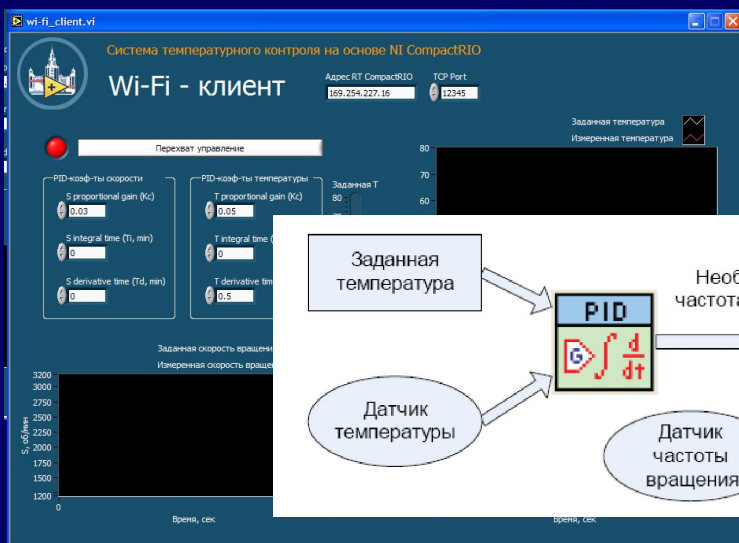 wi-fi_client.vi
Система температурного контроля на основе NI CompactRIO
Wi-Fi - клиент
Адрес RT CompactRIO
TCP Port
169.254.227.16
12345
Заданная температура
Измеренная температура
Перехват управление
80
70
60
PID-коэф-ты скорости
S proportional gain (Kc)
0.03
S integral time (Ti, min)
0
S derivative time (Td, min)
0
PID-коэф-ты температуры
T proportional gain (Kc)
0.05
T integral time (
0
T derivative tim
0.5
Заданная T
80
Заданная
температура
PID
G
d
dt
Необ
частота
Датчик
температуры
Датчик
частоты
вращения
Заданная скорость вращени
Измеренная скорость враще
S, об/мин
3200
3000
2750
2500
2250
2000
1750
1500
1200
0
Время, сек
Время, сек